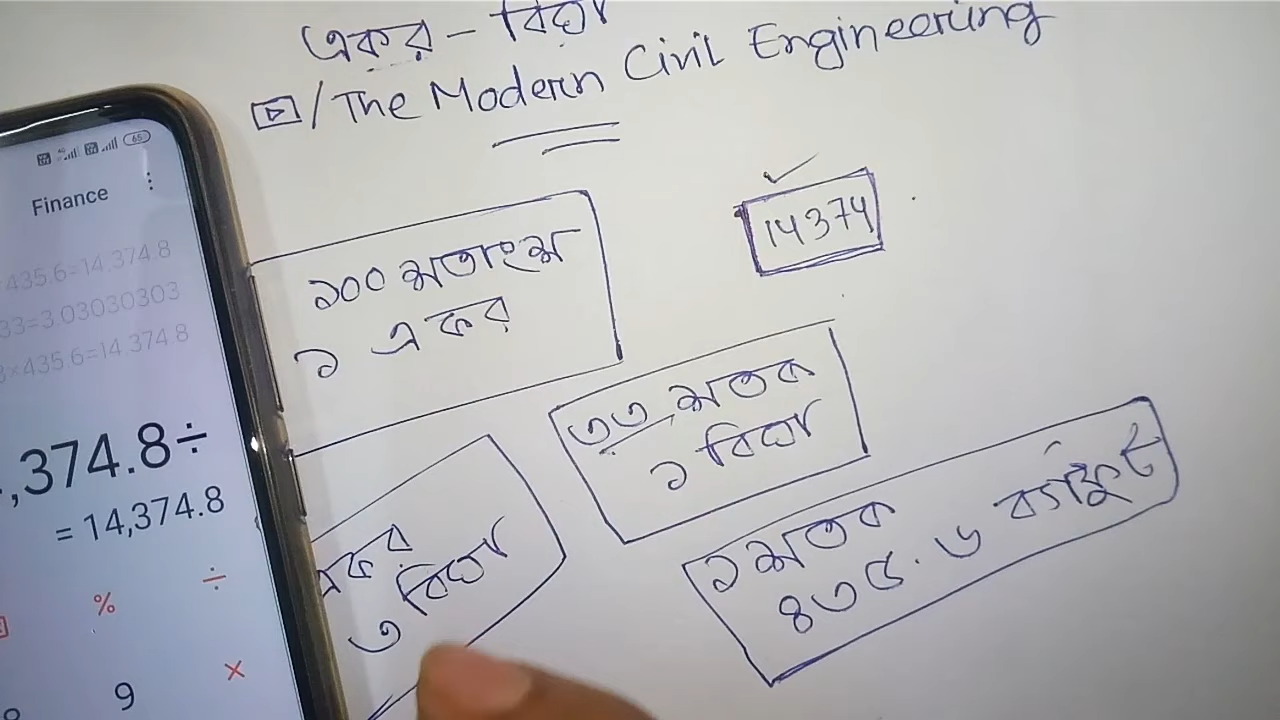 একর - বিঘা
/ The Modern Civil Engineering
65
Finance
435.6=14,374.8
33=3.03030303
×435.6=14,374.8
,374.8÷
= 14,374.8
%
÷
9
×
14374
১০০ শতাংশ
১ একর
৩৩ শতক
১ বিঘা
একর
৩ বিঘা
১ শতক
৪৩৫.৬ বর্গফুট